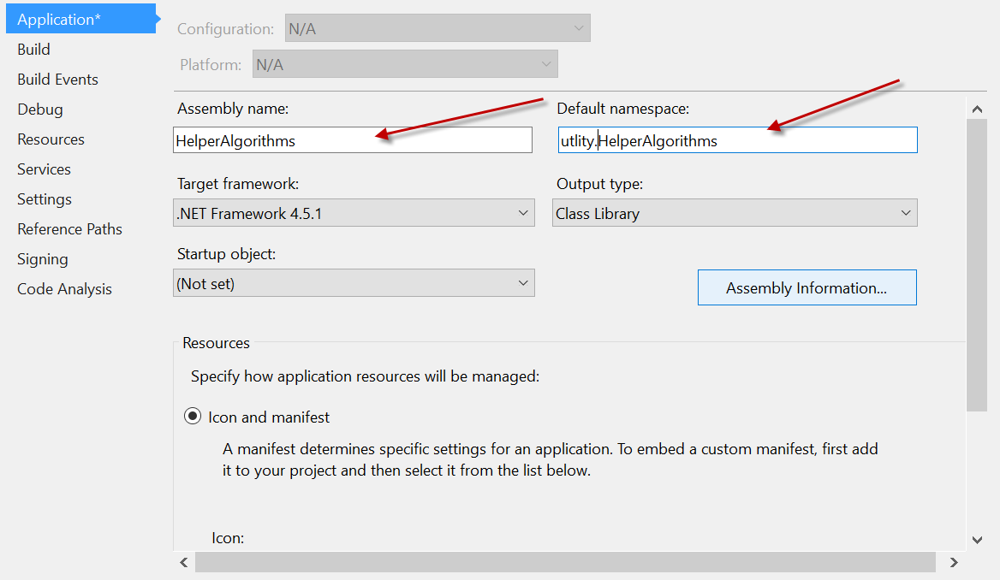 Application*
Build
Build Events
Debug
Resources
Services
Settings
Reference Paths
Signing
Code Analysis
Configuration: N/A
Platform: N/A
Assembly name: Default namespace:
HelperAlgorithms utlity.HelperAlgorithms
Target framework: Output type:
.NET Framework 4.5.1 Class Library
Startup object:
(Not set)
Assembly Information...
Resources
Specify how application resources will be managed:
Icon and manifest
A manifest determines specific settings for an application. To embed a custom manifest, first add
it to your project and then select it from the list below.
Icon: